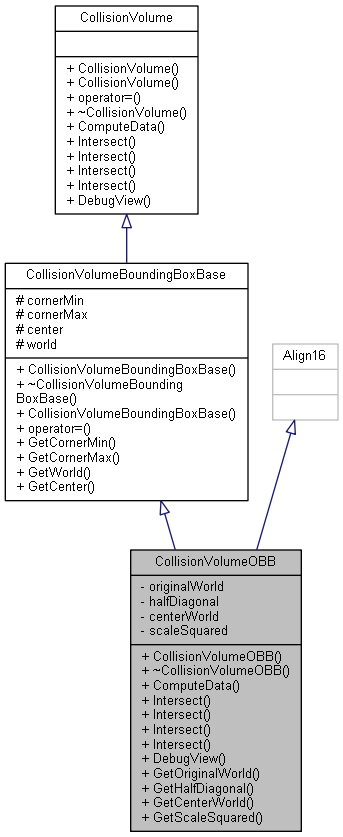 CollisionVolume
+ CollisionVolume()
+ CollisionVolume()
+ operator=()
+ ~CollisionVolume()
+ ComputeData()
+ Intersect()
+ Intersect()
+ Intersect()
+ Intersect()
+ DebugView()
CollisionVolumeBoundingBoxBase
# cornerMin
# cornerMax
# center
# world
+ CollisionVolumeBoundingBoxBase()
+ ~CollisionVolumeBounding
BoxBase()
+ CollisionVolumeBoundingBoxBase()
+ operator=()
+ GetCornerMin()
+ GetCornerMax()
+ GetWorld()
+ GetCenter()
Align16
CollisionVolumeOBB
- originalWorld
- halfDiagonal
- centerWorld
- scaleSquared
+ CollisionVolumeOBB()
+ ~CollisionVolumeOBB()
+ ComputeData()
+ Intersect()
+ Intersect()
+ Intersect()
+ Intersect()
+ DebugView()
+ GetOriginalWorld()
+ GetHalfDiagonal()
+ GetCenterWorld()
+ GetScaleSquared()